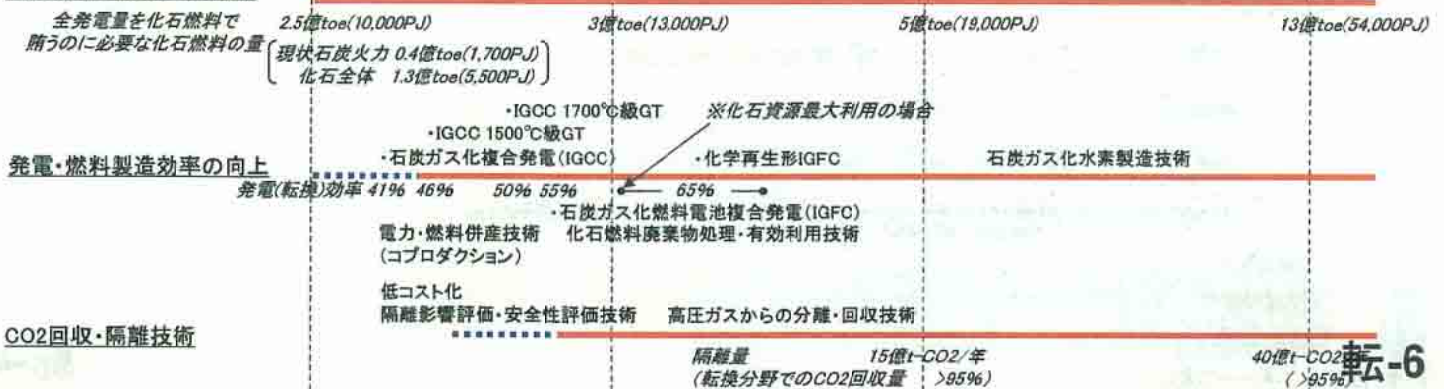 全発電量を化石燃料で
賄うのに必要な化石燃料の量
2.5億toe(10,000PJ)
3億toe(13,000PJ)
5億toe(19,000PJ)
13億toe(54,000PJ)
現状石炭火力 0.4億toe(1,700PJ)
化石全体 1.3億toe(5,500PJ)
・IGCC 1700℃級GT
※化石資源最大利用の場合
・IGCC 1500℃級GT
発電・燃料製造効率の向上
・石炭ガス化複合発電(IGCC)
・化学再生形IGFC
石炭ガス化水素製造技術
発電(転換)効率 41% 46% 50% 55% 65%
・石炭ガス化燃料電池複合発電(IGFC)
電力・燃料併産技術
(コプロダクション)
化石燃料廃棄物処理・有効利用技術
低コスト化
隔離影響評価・安全性評価技術
高圧ガスからの分離・回収技術
CO2回収・隔離技術
隔離量
15億t-CO2/年
40億t-CO2
(転換分野でのCO2回収量 >95%)
(>95%
転-6